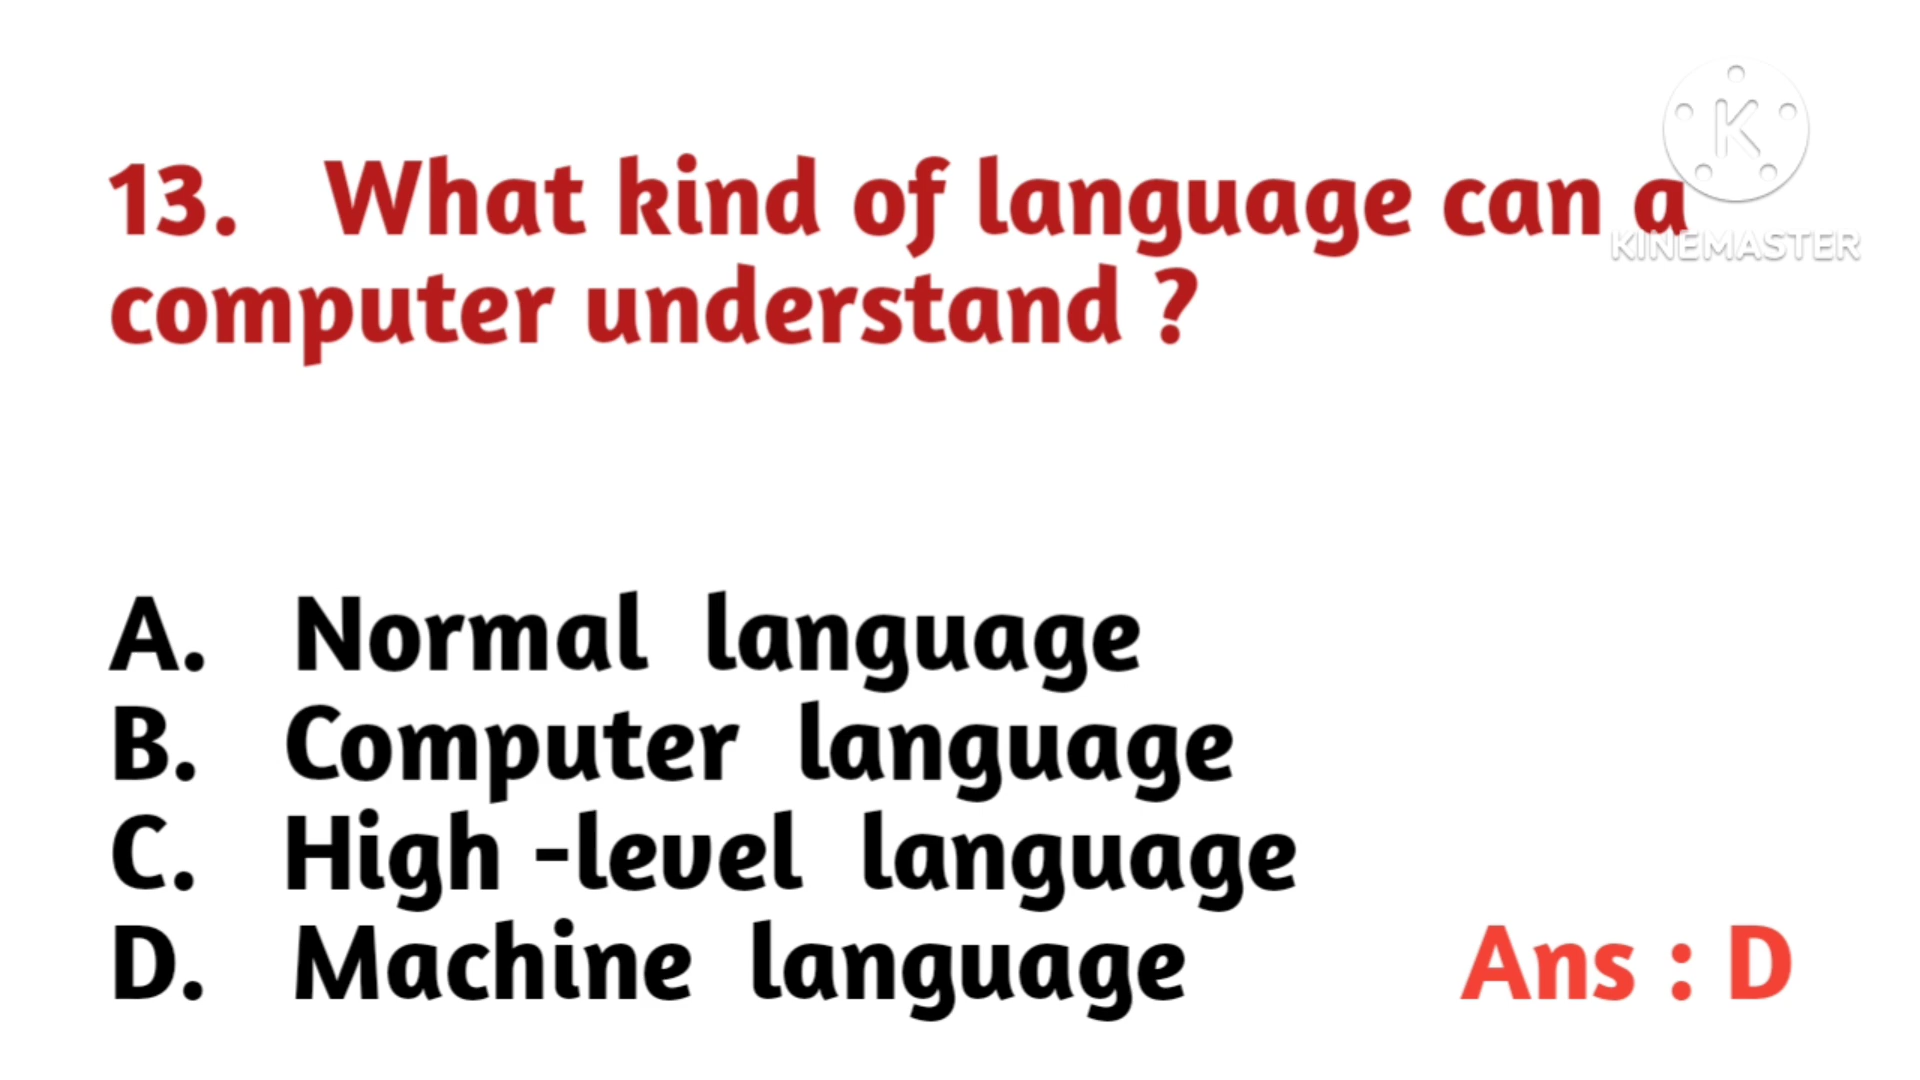 13. What kind of language can a
computer understand ?
K
KINEMASTER
A. Normal language
B. Computer language
C. High -level language
D. Machine language
Ans : D